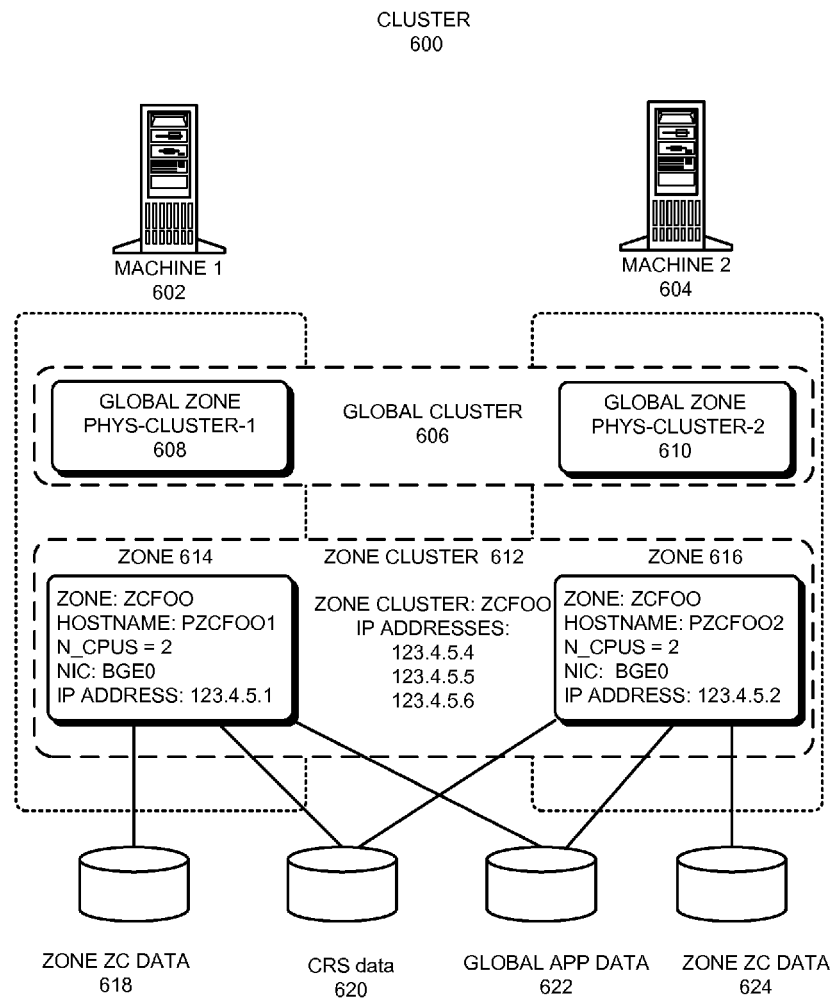 CLUSTER
600
MACHINE 1
602
MACHINE 2
604
GLOBAL ZONE
PHYS-CLUSTER-1
608
GLOBAL CLUSTER
606
GLOBAL ZONE
PHYS-CLUSTER-2
610
ZONE 614
ZONE CLUSTER 612
ZONE 616
ZONE: ZCFOO
HOSTNAME: PZCFOO1
N_CPUS = 2
NIC: BGE0
IP ADDRESS: 123.4.5.1
ZONE CLUSTER: ZCFOO
IP ADDRESSES:
123.4.5.4
123.4.5.5
123.4.5.6
ZONE: ZCFOO
HOSTNAME: PZCFOO2
N_CPUS = 2
NIC: BGE0
IP ADDRESS: 123.4.5.2
ZONE ZC DATA
618
CRS data
620
GLOBAL APP DATA
622
ZONE ZC DATA
624